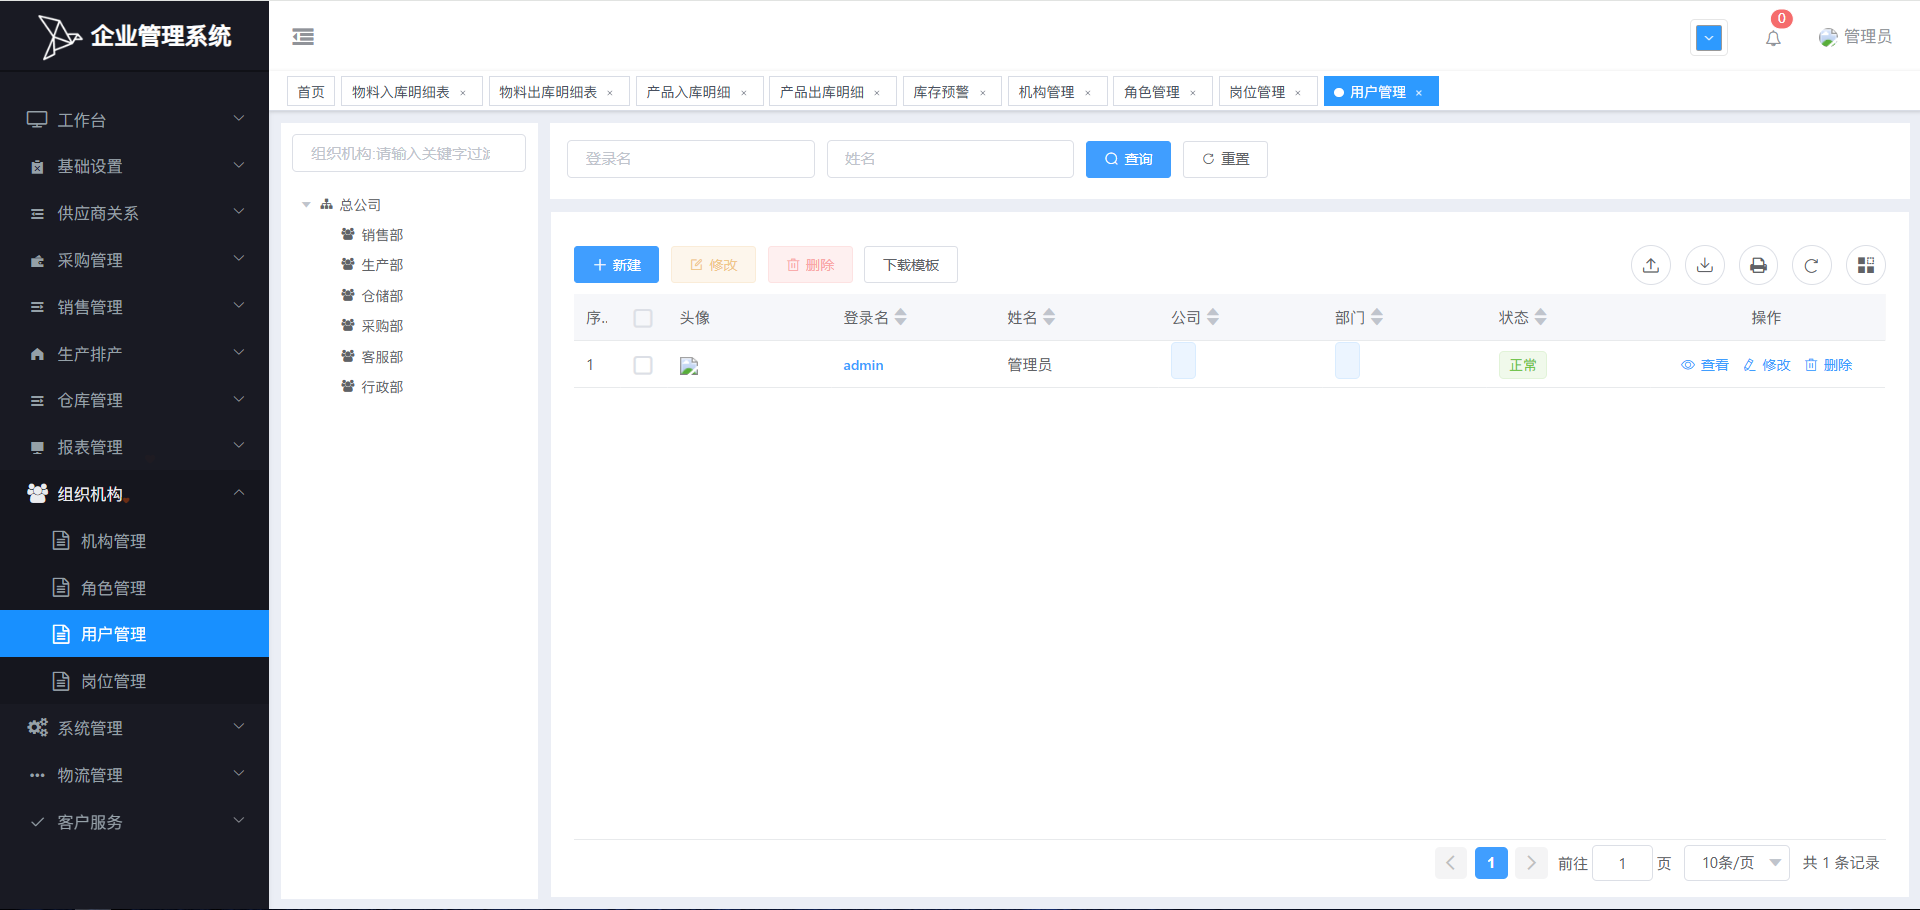 企业管理系统
0
管理员
首页
物料入库明细表
物料出库明细表
产品入库明细
产品出库明细
库存预警
机构管理
角色管理
岗位管理
用户管理
工作台
基础设置
供应商关系
采购管理
销售管理
生产排产
仓库管理
报表管理
组织机构
机构管理
角色管理
用户管理
岗位管理
系统管理
物流管理
客户服务
组织机构:请输入关键字过滤
总公司
销售部
生产部
仓储部
采购部
客服部
行政部
登录名
姓名
查询
重置
新建
修改
删除
下载模板
序..
头像
登录名
姓名
公司
部门
状态
操作
1
admin
管理员
正常
查看
修改
删除
1
前往
1
页
10条/页
共 1 条记录